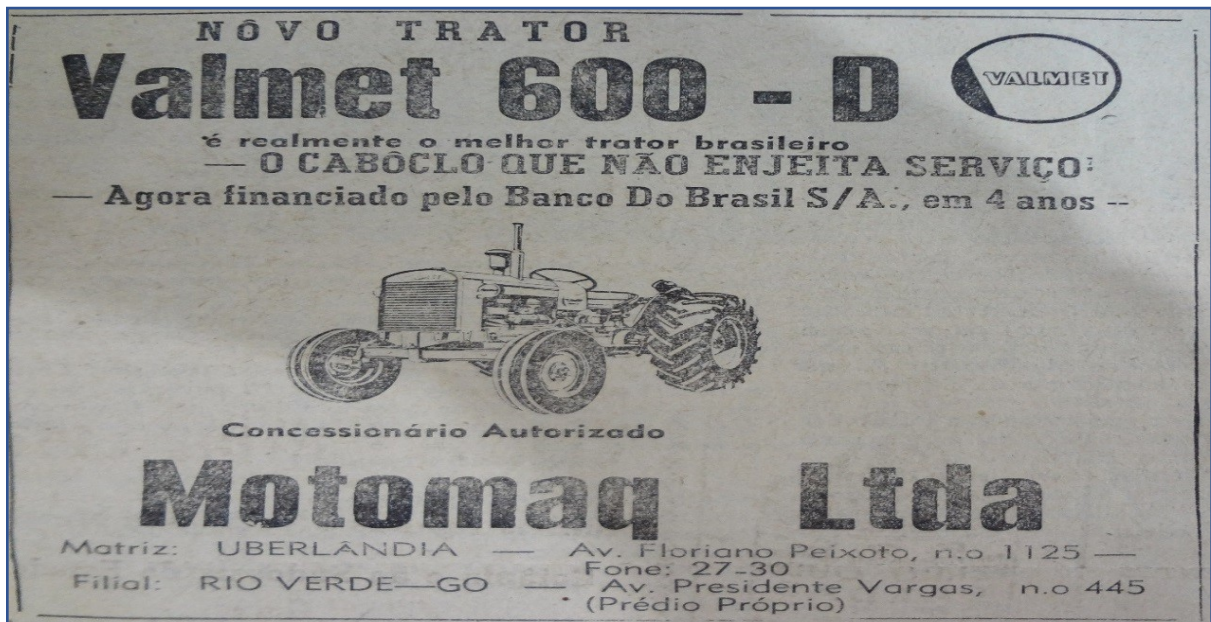 NÔVO TRATOR
Valmet 600 - D
VALMET
é realmente o melhor trator brasileiro
— O CABÔCLO QUE NÃO ENJEITA SERVIÇO:
— Agora financiado pelo Banco Do Brasil S/A., em 4 anos --
Concessionário Autorizado
Motomaq Ltda
Matriz: UBERLÂNDIA — Av. Floriano Peixoto, n.o 1125 —
Fone: 27-30
Filial: RIO VERDE—GO — Av. Presidente Vargas, n.o 445
(Prédio Próprio)